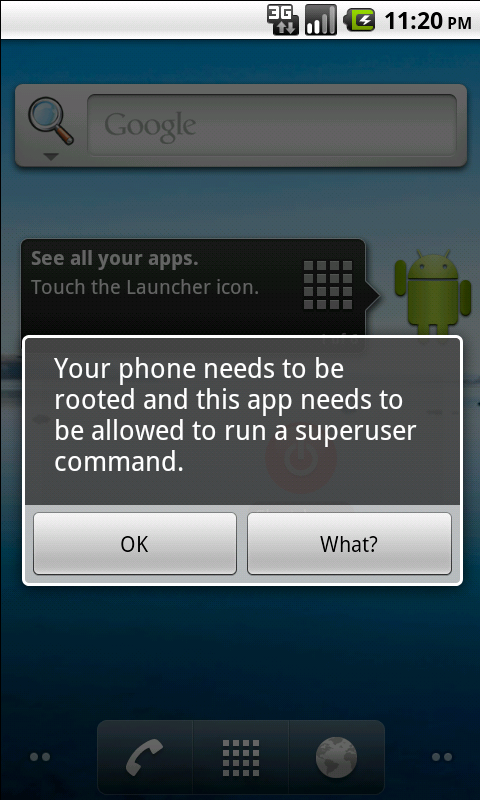 3G 11:20 PM
Google
See all your apps.
Touch the Launcher icon.
Your phone needs to be
rooted and this app needs to
be allowed to run a superuser
command.
OK What?